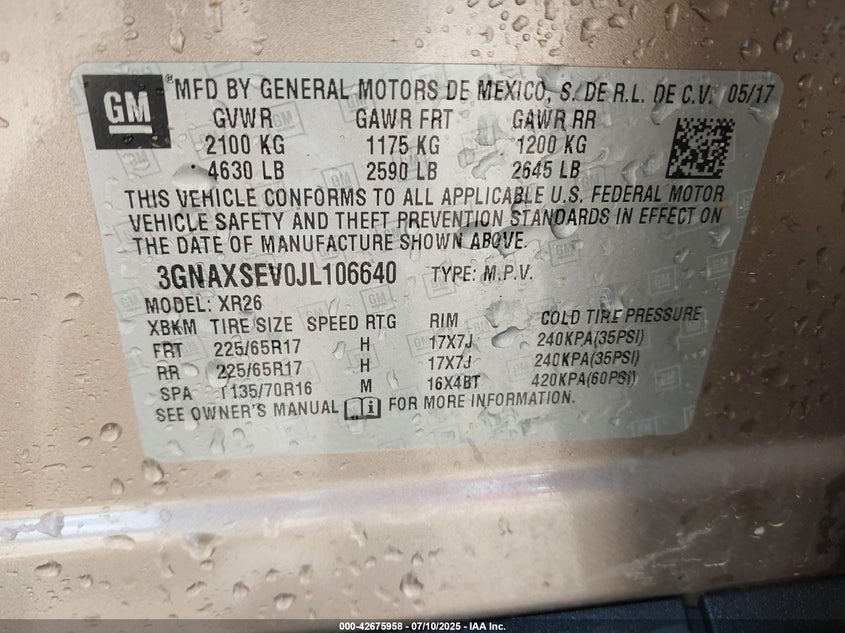 GM
® MFD BY GENERAL MOTORS DE MEXICO, S. DE R.L. DE C.V. 05/17
GVWR GAWR FRT GAWR RR
2100 KG 1175 KG 1200 KG
4630 LB 2590 LB 2645 LB
THIS VEHICLE CONFORMS TO ALL APPLICABLE U.S. FEDERAL MOTOR
VEHICLE SAFETY AND THEFT PREVENTION STANDARDS IN EFFECT ON
THE DATE OF MANUFACTURE SHOWN ABOVE.
3GNAXSEV0JL106640 TYPE: M.P.V.
MODEL: XR26
XBKM TIRE SIZE SPEED RTG RIM COLD TIRE PRESSURE
FRT 225/65R17 H 17X7J 240KPA(35PSI)
RR 225/65R17 H 17X7J 240KPA(35PSI)
SPA T135/70R16 M 16X4BT 420KPA(60PSI)
SEE OWNER'S MANUAL FOR MORE INFORMATION.
000-42675958 - 07/10/2025 - IAA Inc.